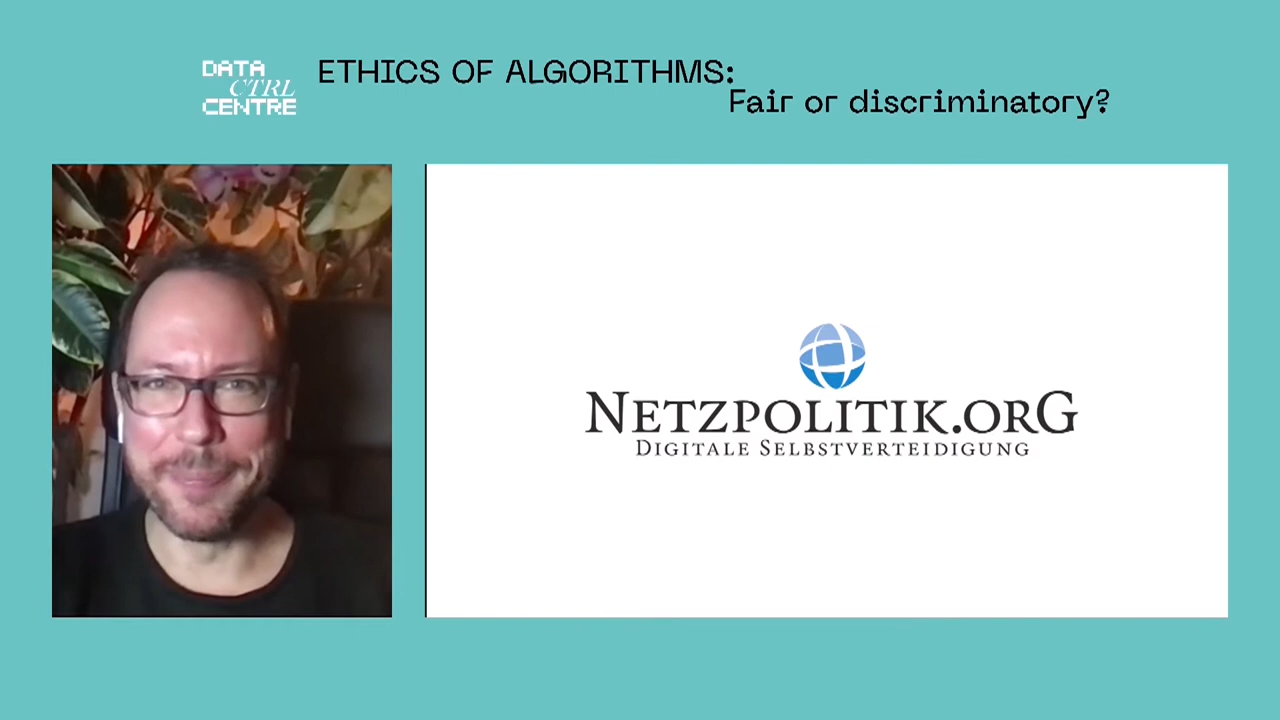 DATA
CTRL
CENTRE
ETHICS OF ALGORITHMS:
Fair or discriminatory?
NETZPOLITIK.ORG
DIGITALE SELBSTVERTEIDIGUNG